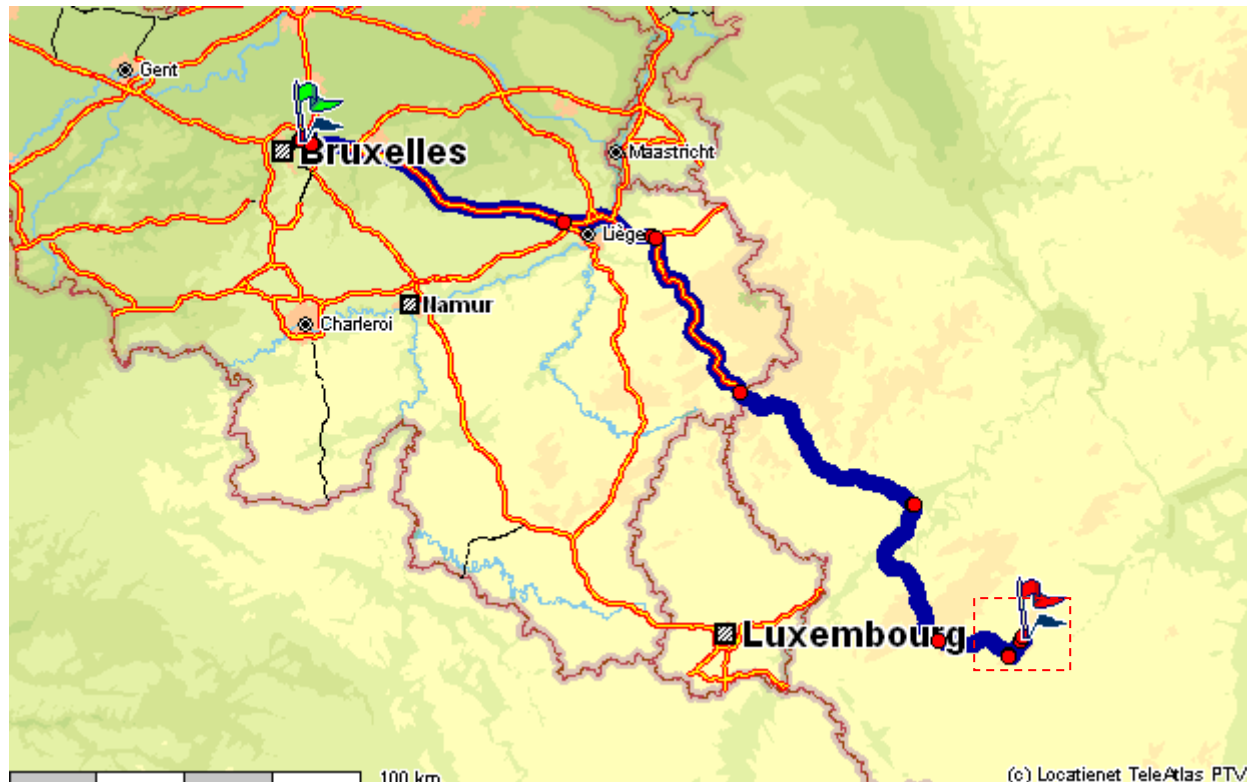 Gent
Bruxelles
Maastricht
Liège
Namur
Charleroi
Luxembourg
100 km
(c) Locatienet TeleAtlas PTV